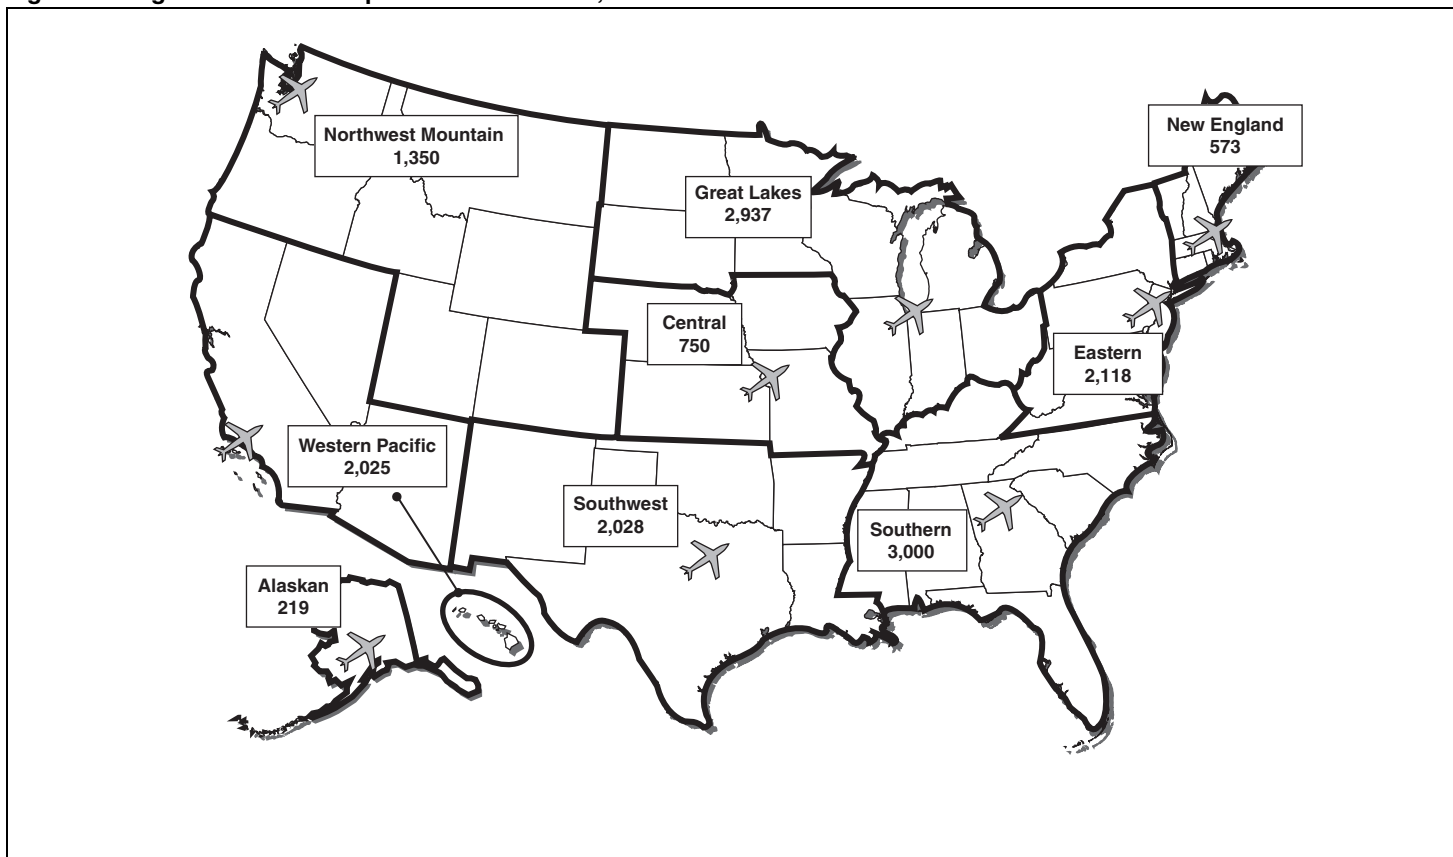 Northwest Mountain
1,350
New England
573
Great Lakes
2,937
Central
750
Eastern
2,118
Western Pacific
2,025
Southwest
2,028
Southern
3,000
Alaskan
219